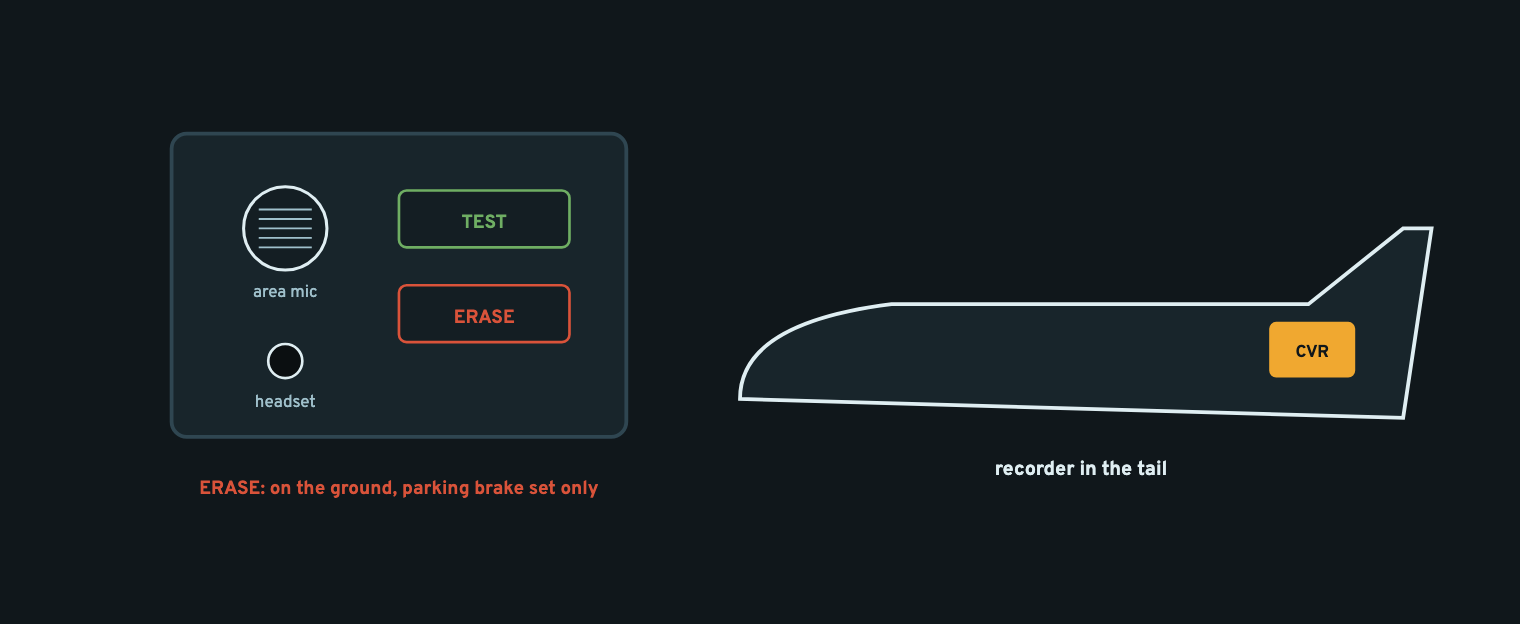 TEST
area mic
ERASE
headset
ERASE: on the ground, parking brake set only
CVR
recorder in the tail